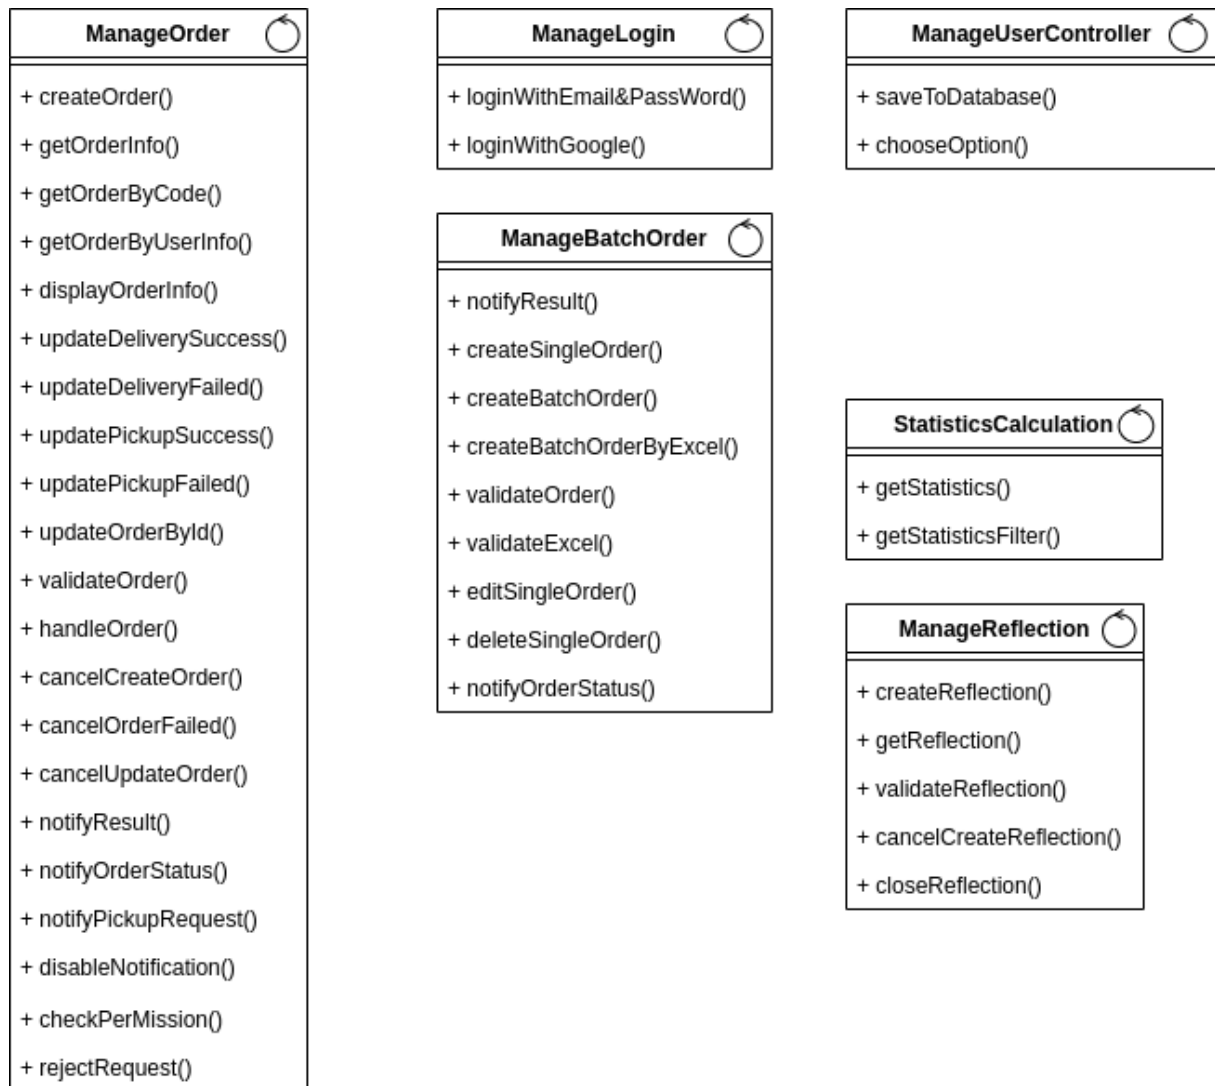 ManageOrder
+ createOrder()
+ getOrderInfo()
+ getOrderByCode()
+ getOrderByUserInfo()
+ displayOrderInfo()
+ updateDeliverySuccess()
+ updateDeliveryFailed()
+ updatePickupSuccess()
+ updatePickupFailed()
+ updateOrderById()
+ validateOrder()
+ handleOrder()
+ cancelCreateOrder()
+ cancelOrderFailed()
+ cancelUpdateOrder()
+ notifyResult()
+ notifyOrderStatus()
+ notifyPickupRequest()
+ disableNotification()
+ checkPerMission()
+ rejectRequest()
ManageLogin
+ loginWithEmail&PassWord()
+ loginWithGoogle()
ManageBatchOrder
+ notifyResult()
+ createSingleOrder()
+ createBatchOrder()
+ createBatchOrderByExcel()
+ validateOrder()
+ validateExcel()
+ editSingleOrder()
+ deleteSingleOrder()
+ notifyOrderStatus()
ManageUserController
+ saveToDatabase()
+ chooseOption()
StatisticsCalculation
+ getStatistics()
+ getStatisticsFilter()
ManageReflection
+ createReflection()
+ getReflection()
+ validateReflection()
+ cancelCreateReflection()
+ closeReflection()